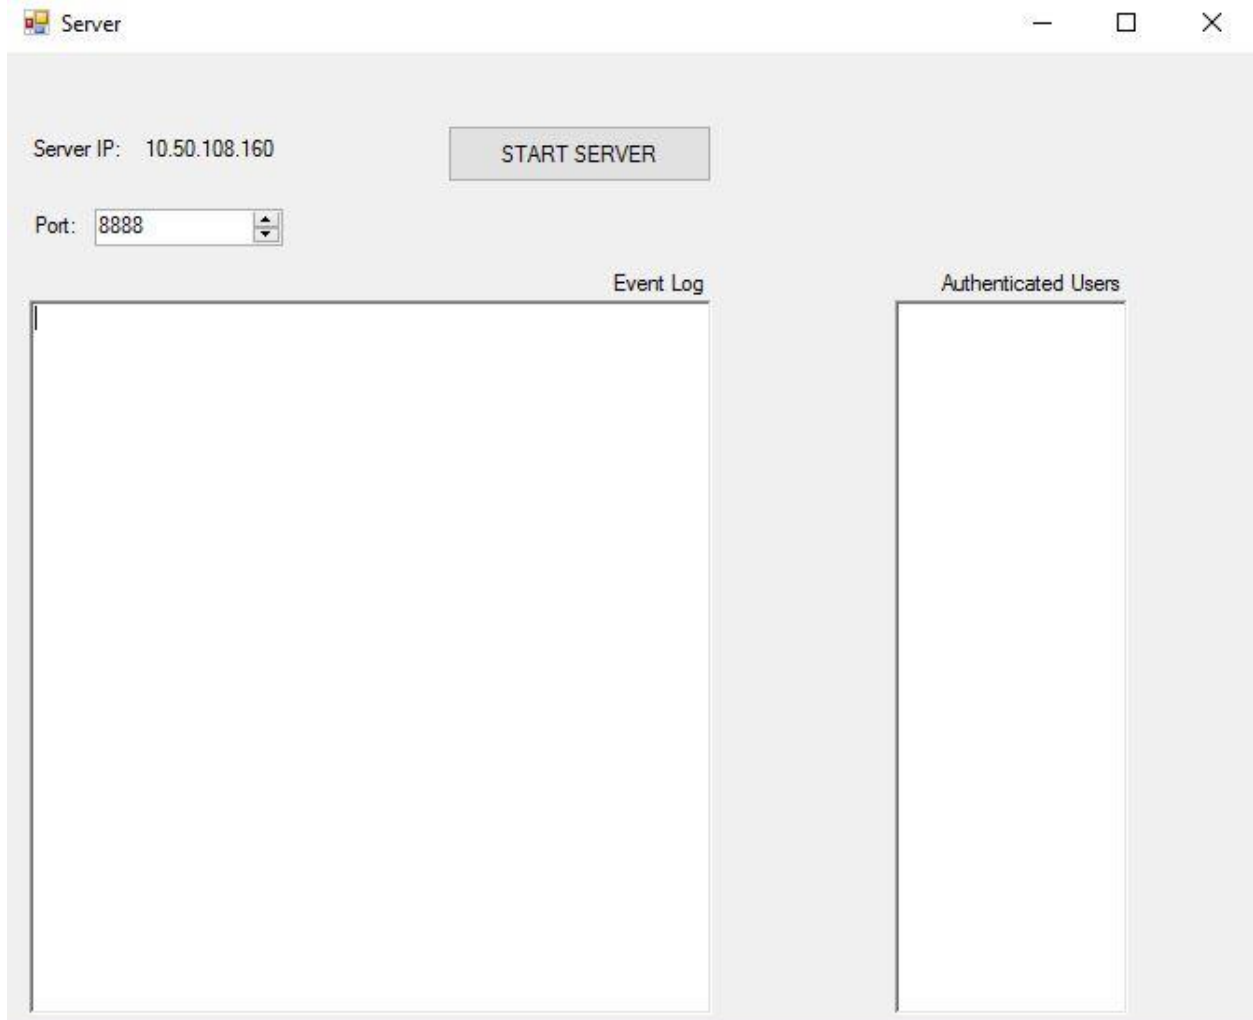 Server
Server IP: 10.50.108.160
START SERVER
Port: 8888
Event Log
Authenticated Users